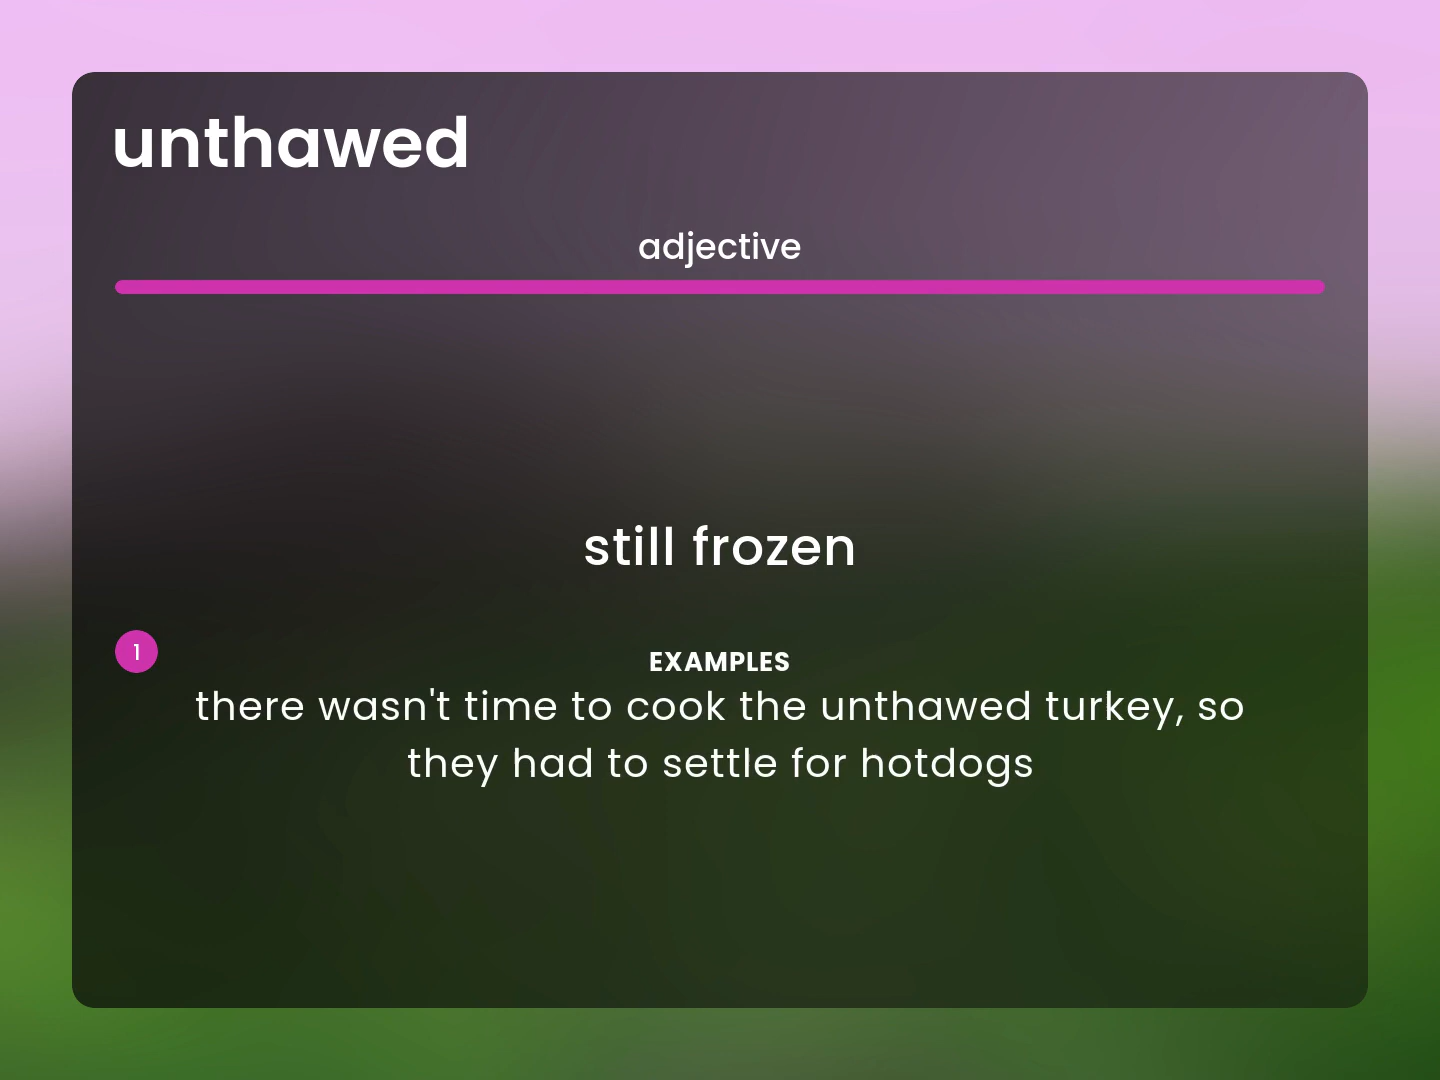 unthawed
adjective
still frozen
1
EXAMPLES
there wasn't time to cook the unthawed turkey, so
they had to settle for hotdogs